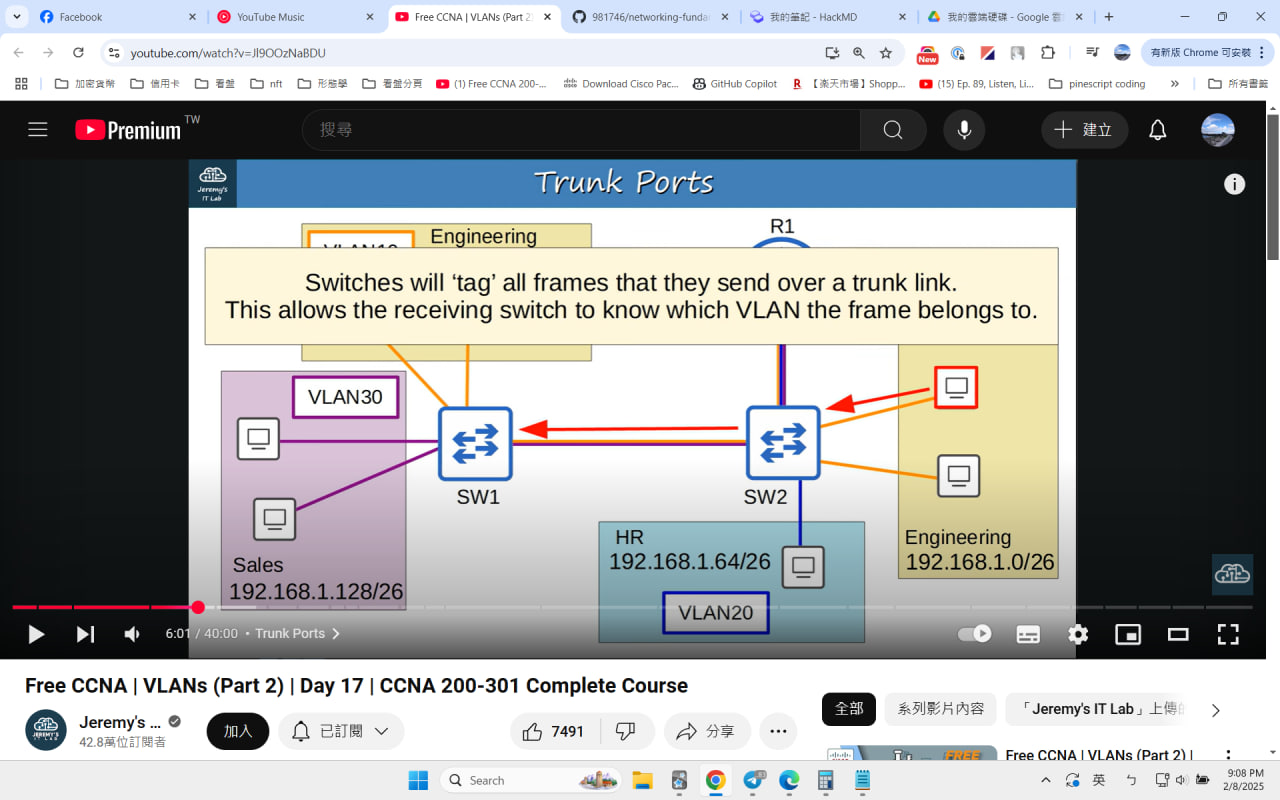 Facebook
YouTube Music
Free CCNA | VLANs (Part 2)
981746/networking-funda
我的筆記 - HackMD
我的雲端硬碟 - Google 雲
youtube.com/watch?v=Jl9OOzNaBDU
New
有新版 Chrome 可安裝
加密貨幣
信用卡
看盤
nft
形態學
看盤分頁
(1) Free CCNA 200-...
Download Cisco Pac...
GitHub Copilot
【楽天市場】Shopp...
(15) Ep. 89, Listen, Li...
pinescript coding
所有書籤
Premium
TW
搜尋
建立
Jeremy's
IT Lab
Trunk Ports
Engineering
R1
Switches will ‘tag’ all frames that they send over a trunk link.
This allows the receiving switch to know which VLAN the frame belongs to.
VLAN30
SW1
SW2
Sales
192.168.1.128/26
HR
192.168.1.64/26
VLAN20
Engineering
192.168.1.0/26
6:01 / 40:00 • Trunk Ports
Free CCNA | VLANs (Part 2) | Day 17 | CCNA 200-301 Complete Course
Jeremy's ...
42.8萬位訂閱者
加入
已訂閱
7491
分享
全部
系列影片內容
「Jeremy's IT Lab」上傳的
FREE
Free CCNA | VLANs (Part 2) |
Search
英
ㄅ
9:08 PM
2/8/2025